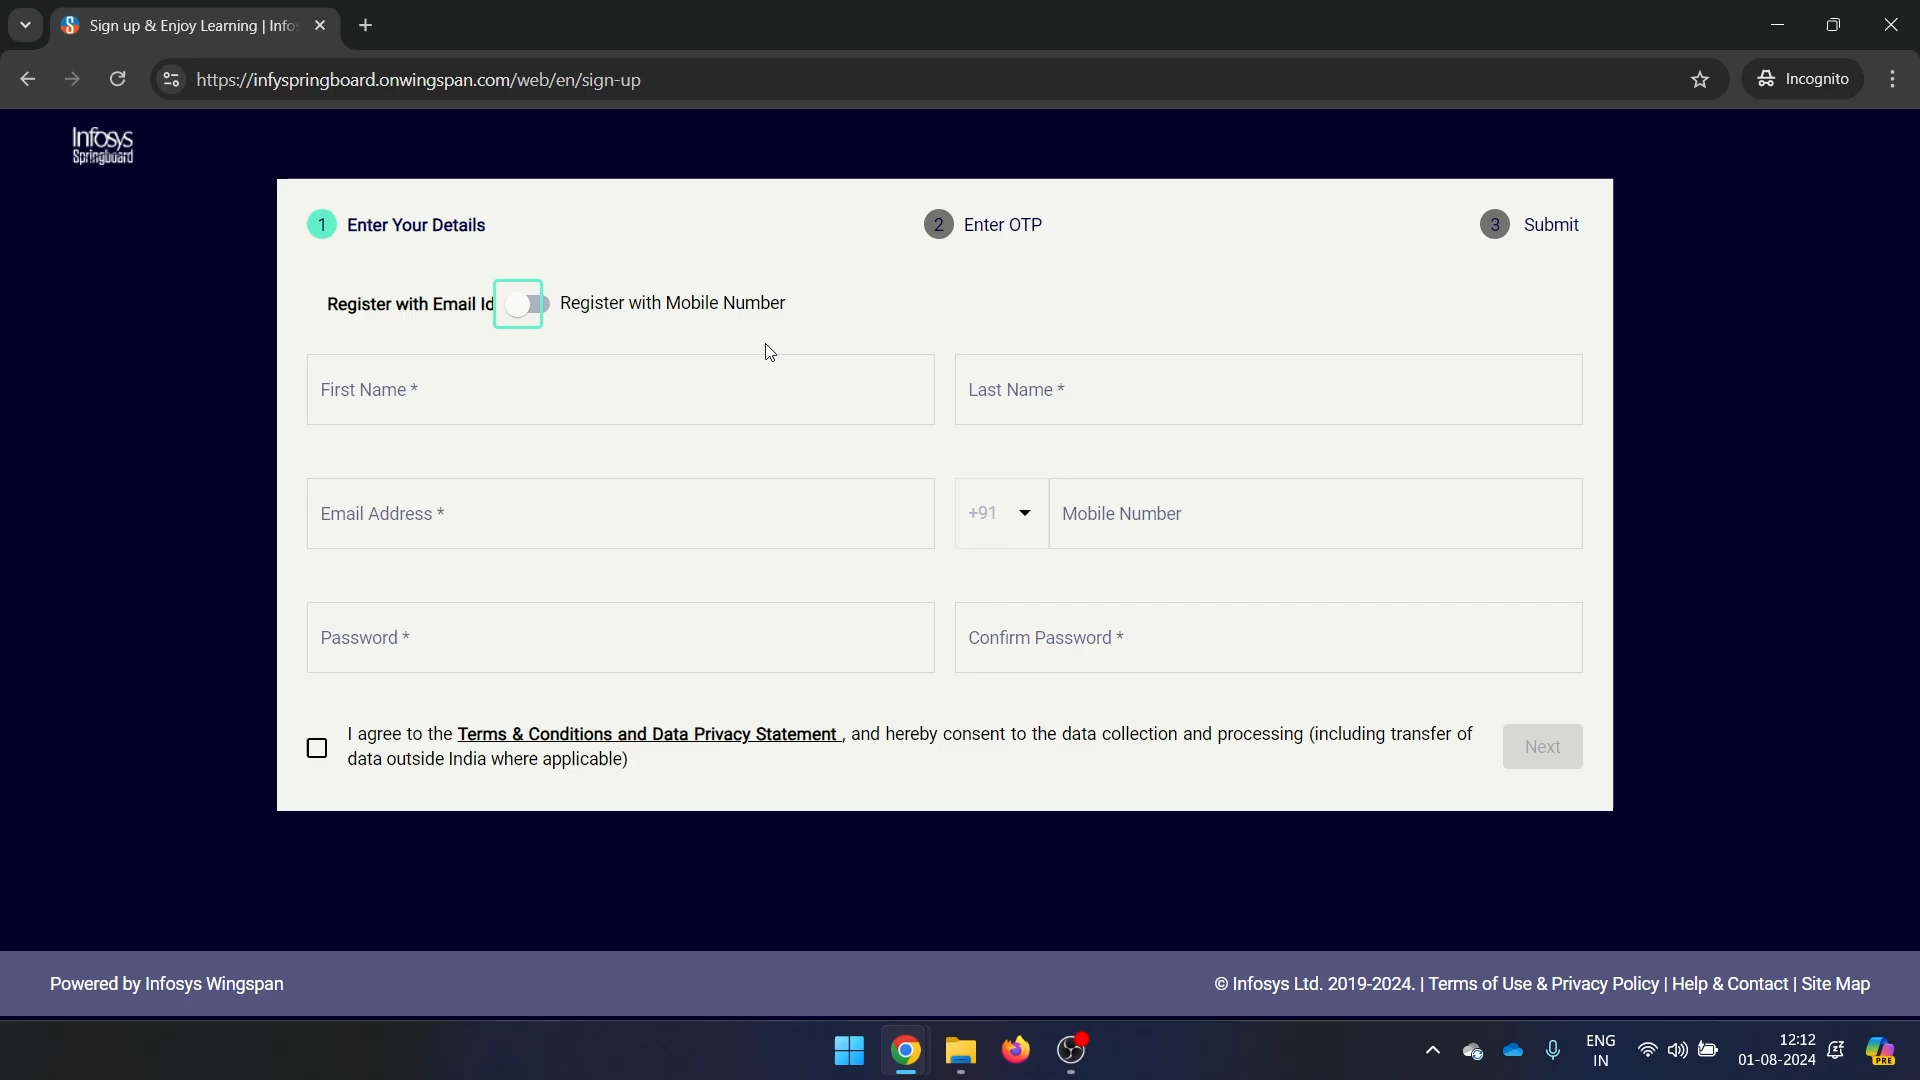 Sign up & Enjoy Learning | Infos
https://infyspringboard.onwingspan.com/web/en/sign-up
Incognito
Infosys
Springboard
1 Enter Your Details
2 Enter OTP
3 Submit
Register with Email Id
Register with Mobile Number
First Name *
Last Name *
Email Address *
+91
Mobile Number
Password *
Confirm Password *
I agree to the Terms & Conditions and Data Privacy Statement , and hereby consent to the data collection and processing (including transfer of
data outside India where applicable)
Next
Powered by Infosys Wingspan
© Infosys Ltd. 2019-2024. | Terms of Use & Privacy Policy | Help & Contact | Site Map
ENG
IN
12:12
01-08-2024
PRE